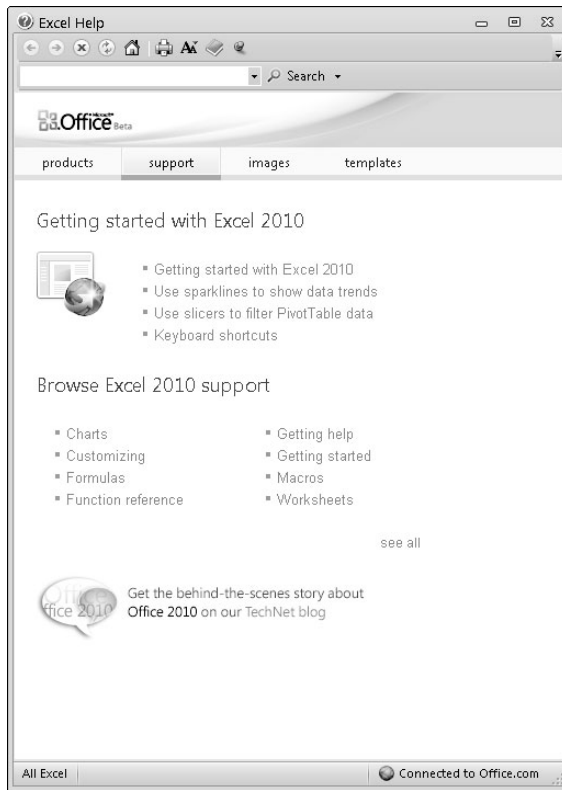 Excel Help
Search
Microsoft
Office Beta
products support images templates
Getting started with Excel 2010
Getting started with Excel 2010
Use sparklines to show data trends
Use slicers to filter PivotTable data
Keyboard shortcuts
Browse Excel 2010 support
Charts
Customizing
Formulas
Function reference
Getting help
Getting started
Macros
Worksheets
see all
Office
ffice 2010
Get the behind-the-scenes story about
Office 2010 on our TechNet blog
All Excel
Connected to Office.com